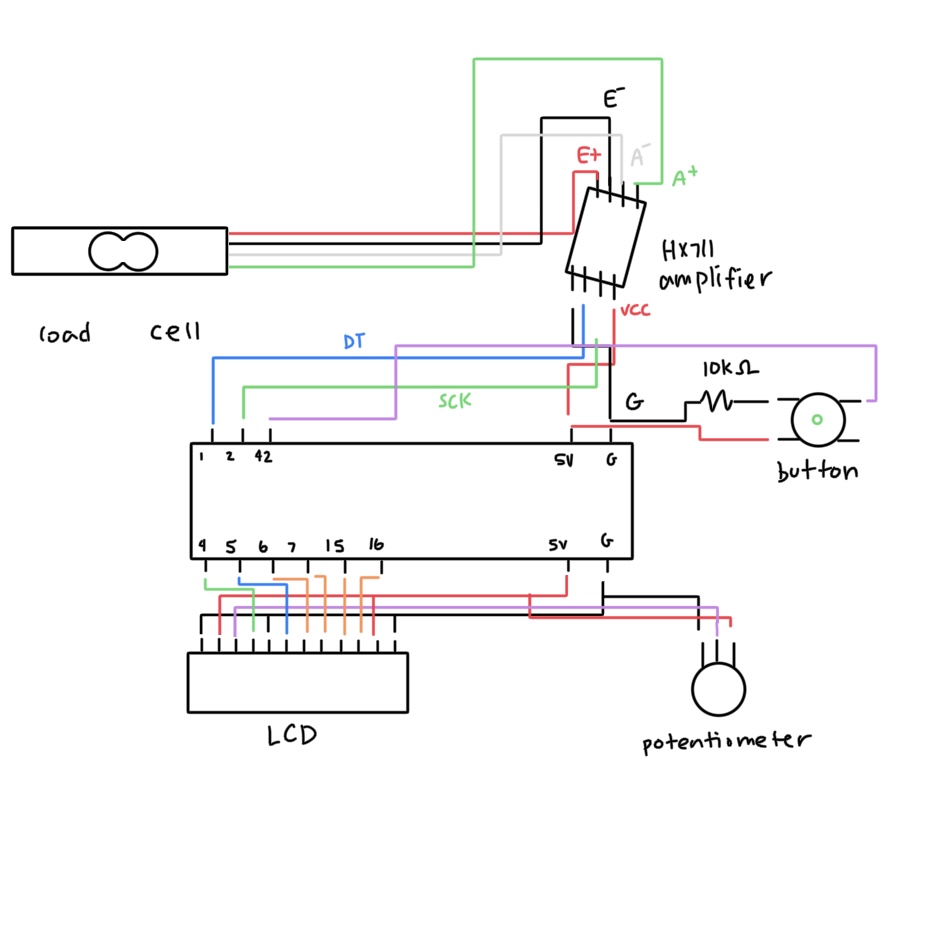 E⁻
E+
A⁻
A⁺
HX711
amplifier
VCC
load cell
DT
SCK
10KΩ
G
button
1 2 42 5V G
4 5 6 7 15 16 5V G
LCD
potentiometer